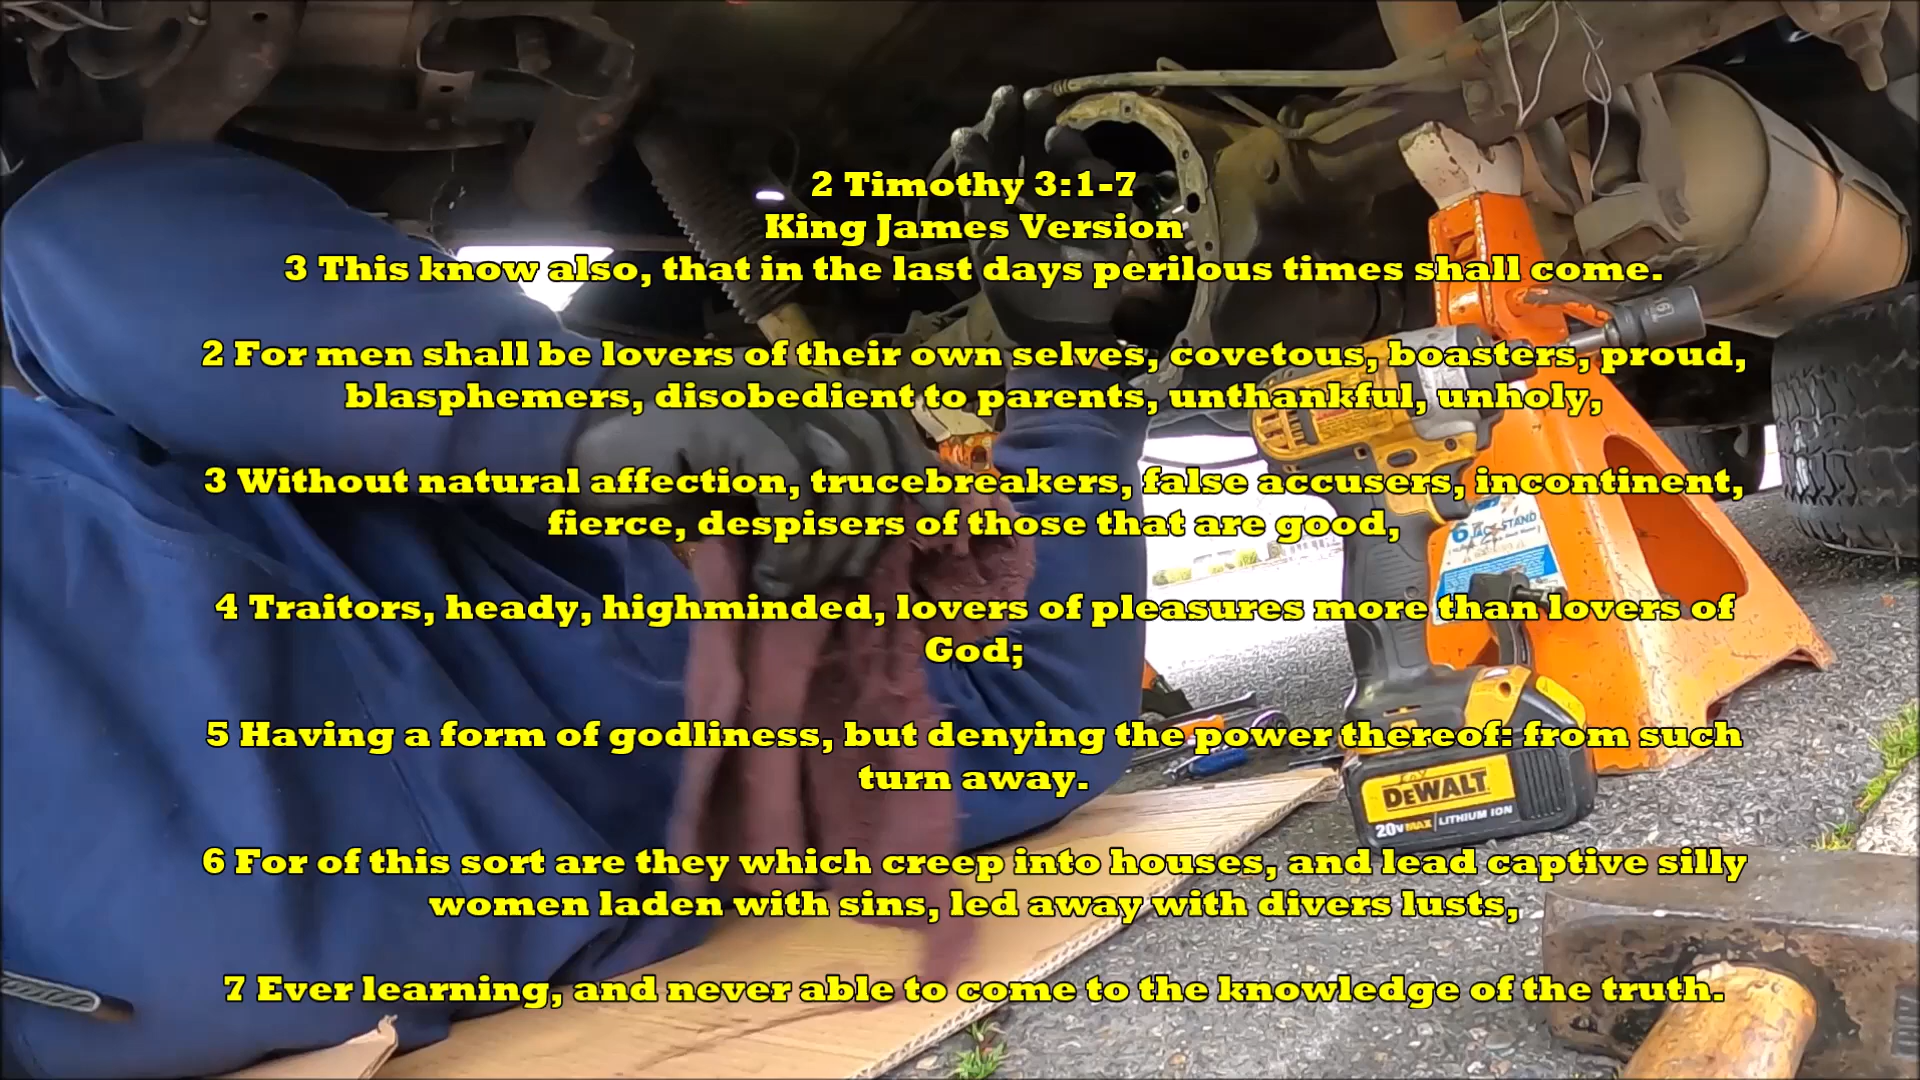 2 Timothy 3:1-7
King James Version
3 This know also, that in the last days perilous times shall come.
2 For men shall be lovers of their own selves, covetous, boasters, proud,
blasphemers, disobedient to parents, unthankful, unholy,
3 Without natural affection, trucebreakers, false accusers, incontinent,
fierce, despisers of those that are good,
4 Traitors, heady, highminded, lovers of pleasures more than lovers of
God;
5 Having a form of godliness, but denying the power thereof: from such
turn away.
6 For of this sort are they which creep into houses, and lead captive silly
women laden with sins, led away with divers lusts,
7 Ever learning, and never able to come to the knowledge of the truth.
19
6 JACK STAND
DEWALT
20V MAX LITHIUM ION